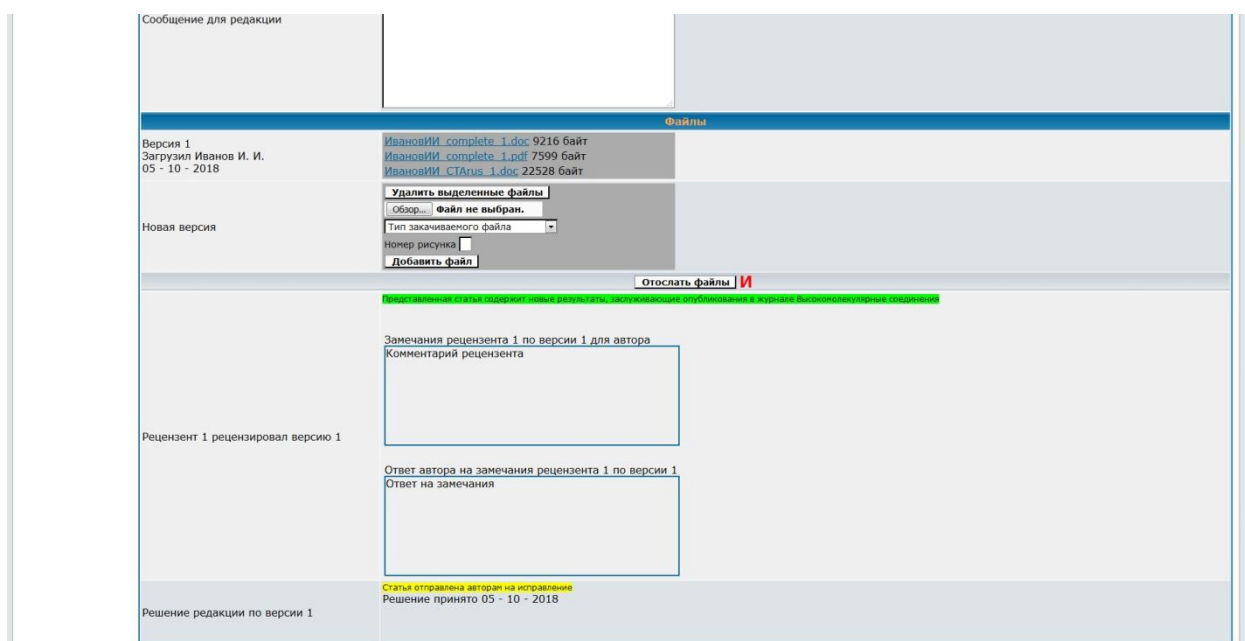 Сообщение для редакции
Файлы
Версия 1
Загрузил Иванов И. И.
05 - 10 - 2018
ИвановИИ_complete_1.doc 9216 байт
ИвановИИ_complete_1.pdf 7599 байт
ИвановИИ_CTArus_1.doc 22528 байт
Новая версия
Удалить выделенные файлы
Обзор... Файл не выбран.
Тип закачиваемого файла
Номер рисунка
Добавить файл
Отослать файлы И
Представленная статья содержит новые результаты, заслуживающие опубликования в журнале Высокомолекулярные соединения
Рецензент 1 рецензировал версию 1
Замечания рецензента 1 по версии 1 для автора
Комментарий рецензента
Ответ автора на замечания рецензента 1 по версии 1
Ответ на замечания
Решение редакции по версии 1
Статья отправлена авторам на исправление
Решение принято 05 - 10 - 2018